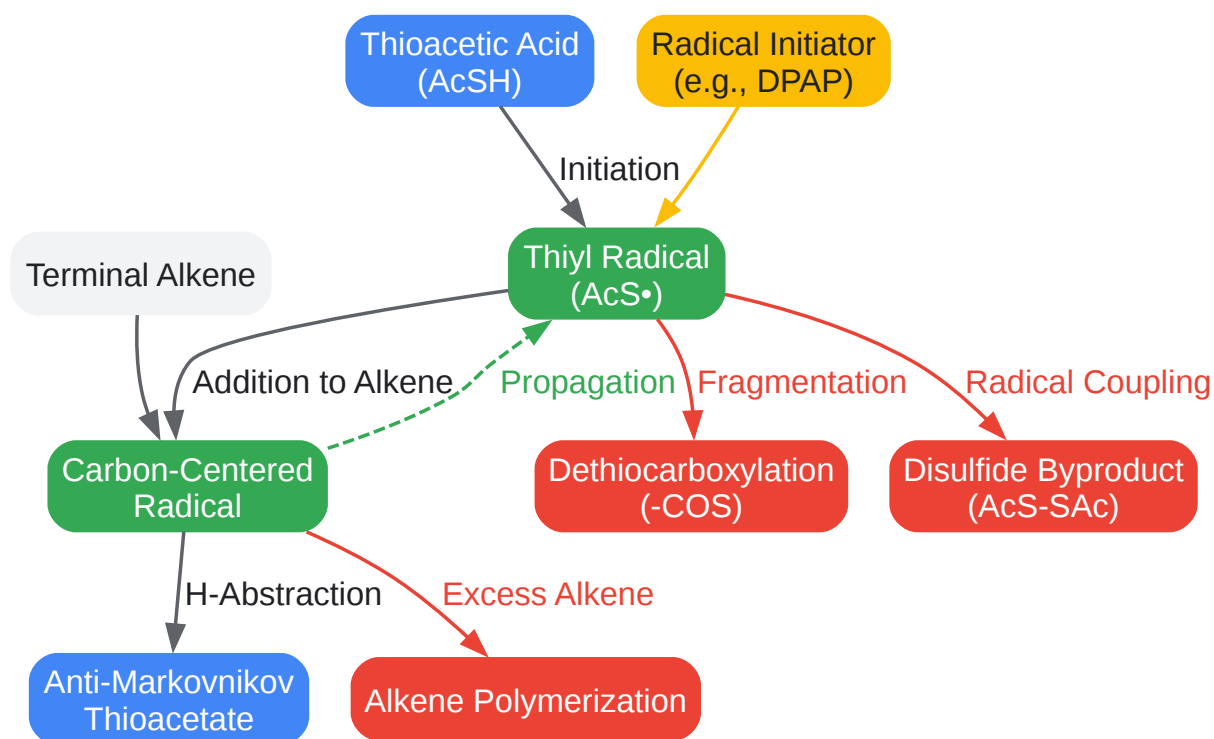 Thioacetic Acid
(AcSH)
Radical Initiator
(e.g., DPAP)
Initiation
Terminal Alkene
Thiyl Radical
(AcS•)
Addition to Alkene
Propagation
Fragmentation
Radical Coupling
Carbon-Centered
Radical
Dethiocarboxylation
(-COS)
Disulfide Byproduct
(AcS-SAc)
H-Abstraction
Excess Alkene
Anti-Markovnikov
Thioacetate
Alkene Polymerization